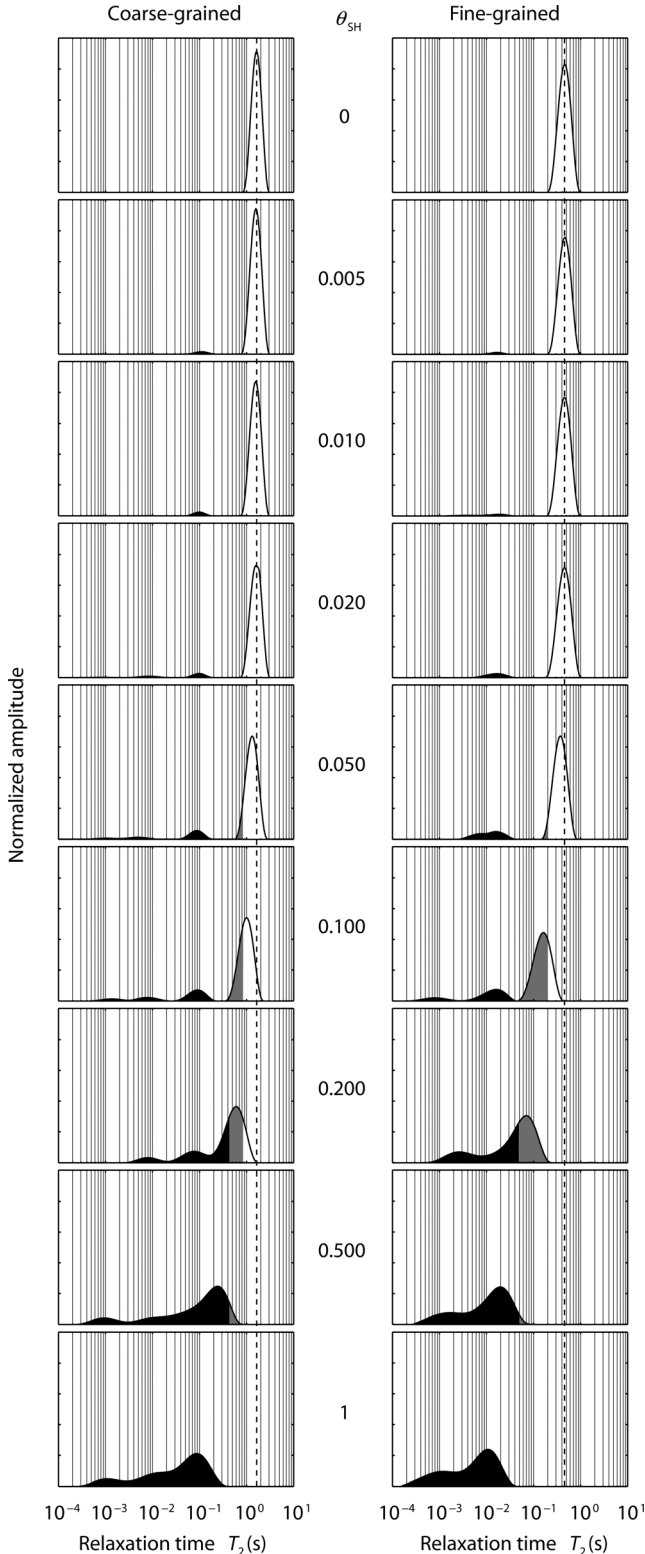 Coarse-grained
θSH
Fine-grained
0
0.005
0.010
0.020
0.050
0.100
0.200
0.500
1
Normalized amplitude
10−4 10−3 10−2 10−1 100 101
10−4 10−3 10−2 10−1 100 101
Relaxation time T2(s)
Relaxation time T2(s)